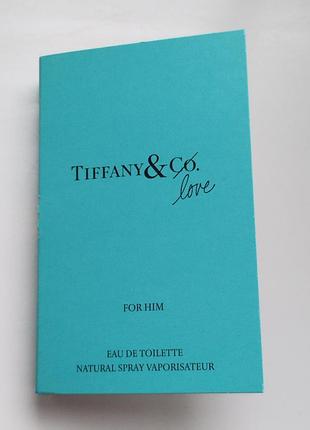 TIFFANY & CO.
love
FOR HIM
EAU DE TOILETTE
NATURAL SPRAY VAPORISATEUR